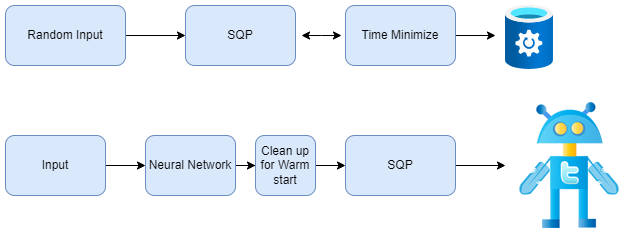 Random Input
SQP
Time Minimize
Input
Neural Network
Clean up
for Warm
start
SQP